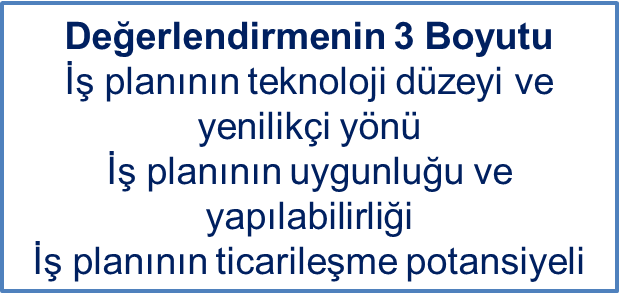 Değerlendirmenin 3 Boyutu
İş planının teknoloji düzeyi ve
yenilikçi yönü
İş planının uygunluğu ve
yapılabilirliği
İş planının ticarileşme potansiyeli